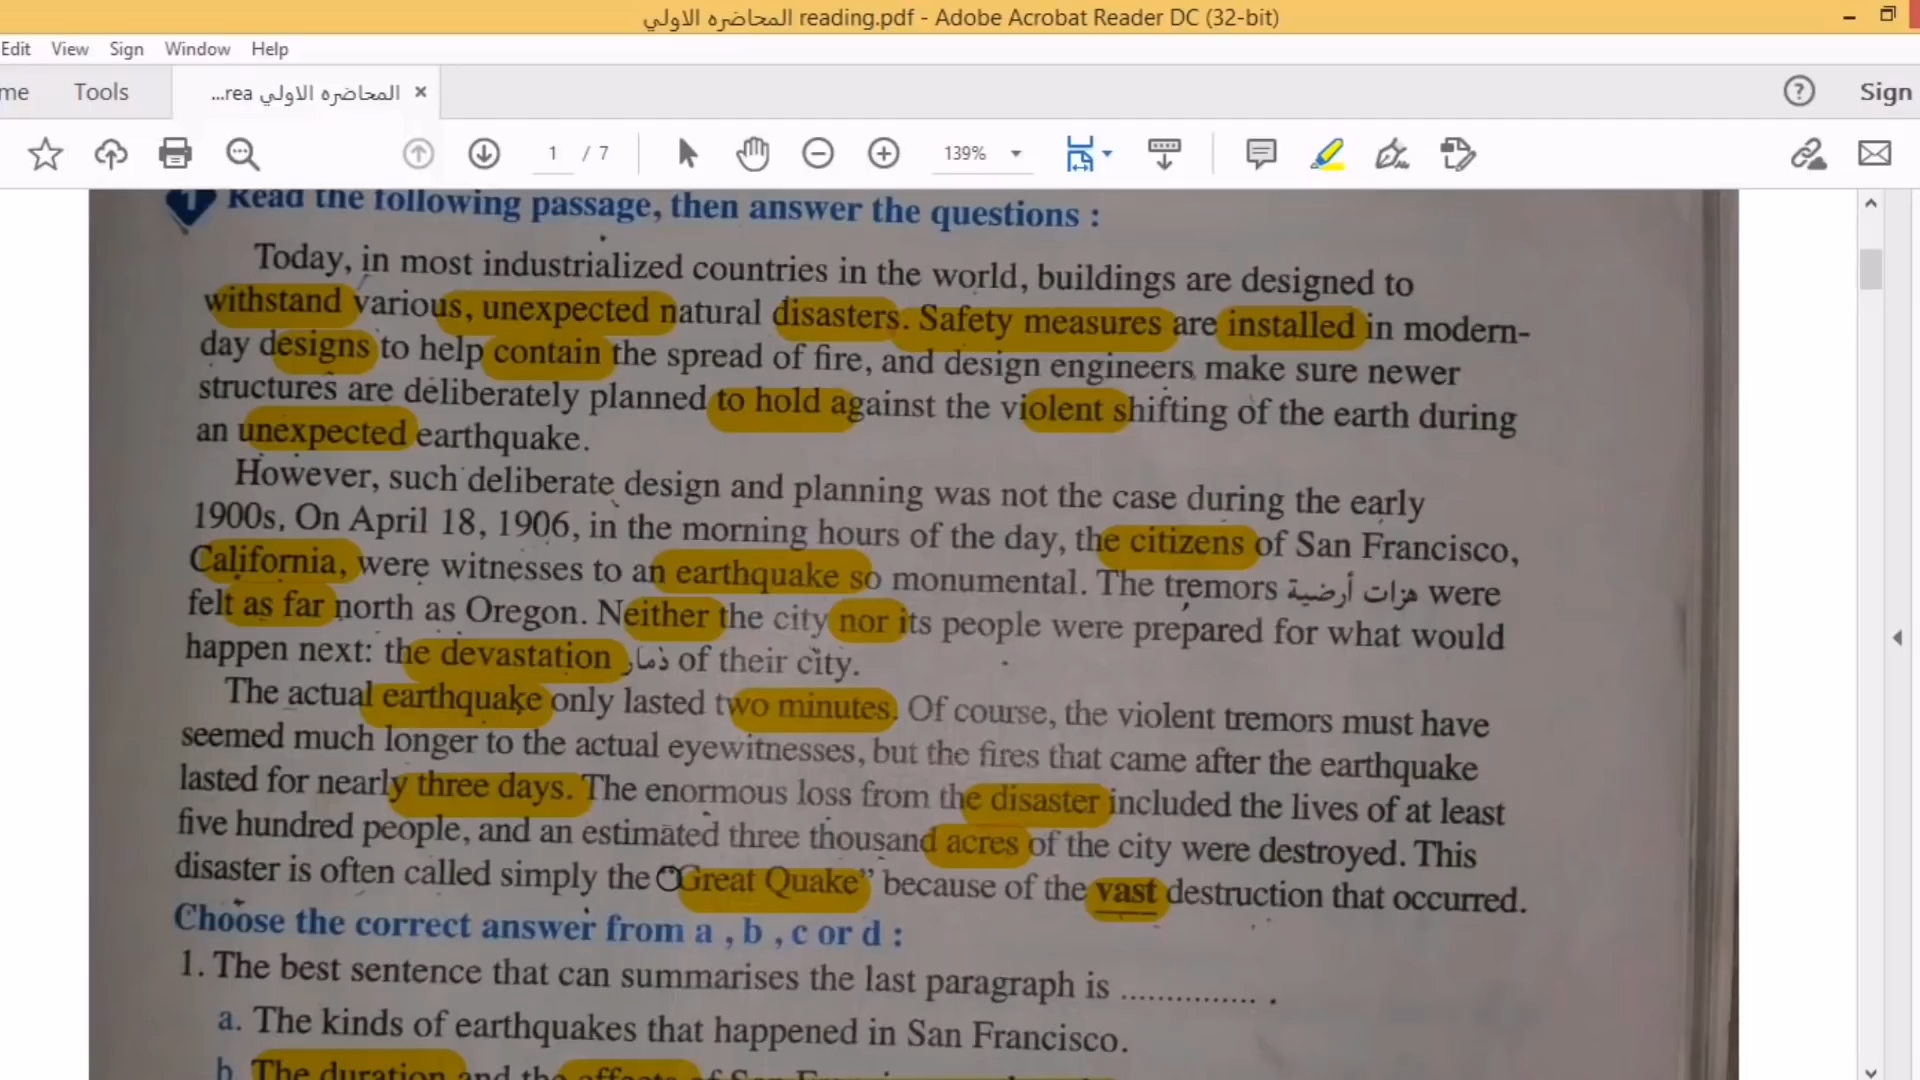 المحاضره الاولي reading.pdf - Adobe Acrobat Reader DC (32-bit)
Edit View Sign Window Help
me Tools المحاضره الاولي rea... × Sign
1 / 7 139%
1 Read the following passage, then answer the questions :
Today, in most industrialized countries in the world, buildings are designed to
withstand various, unexpected natural disasters. Safety measures are installed in modern-
day designs to help contain the spread of fire, and design engineers make sure newer
structures are deliberately planned to hold against the violent shifting of the earth during
an unexpected earthquake.
However, such deliberate design and planning was not the case during the early
1900s. On April 18, 1906, in the morning hours of the day, the citizens of San Francisco,
California, were witnesses to an earthquake so monumental. The tremors هزات أرضية were
felt as far north as Oregon. Neither the city nor its people were prepared for what would
happen next: the devastation دمار of their city.
The actual earthquake only lasted two minutes. Of course, the violent tremors must have
seemed much longer to the actual eyewitnesses, but the fires that came after the earthquake
lasted for nearly three days. The enormous loss from the disaster included the lives of at least
five hundred people, and an estimated three thousand acres of the city were destroyed. This
disaster is often called simply the "Great Quake" because of the vast destruction that occurred.
Choose the correct answer from a , b , c or d :
1. The best sentence that can summarises the last paragraph is ............... .
a. The kinds of earthquakes that happened in San Francisco.
b. The duration and the effects of San